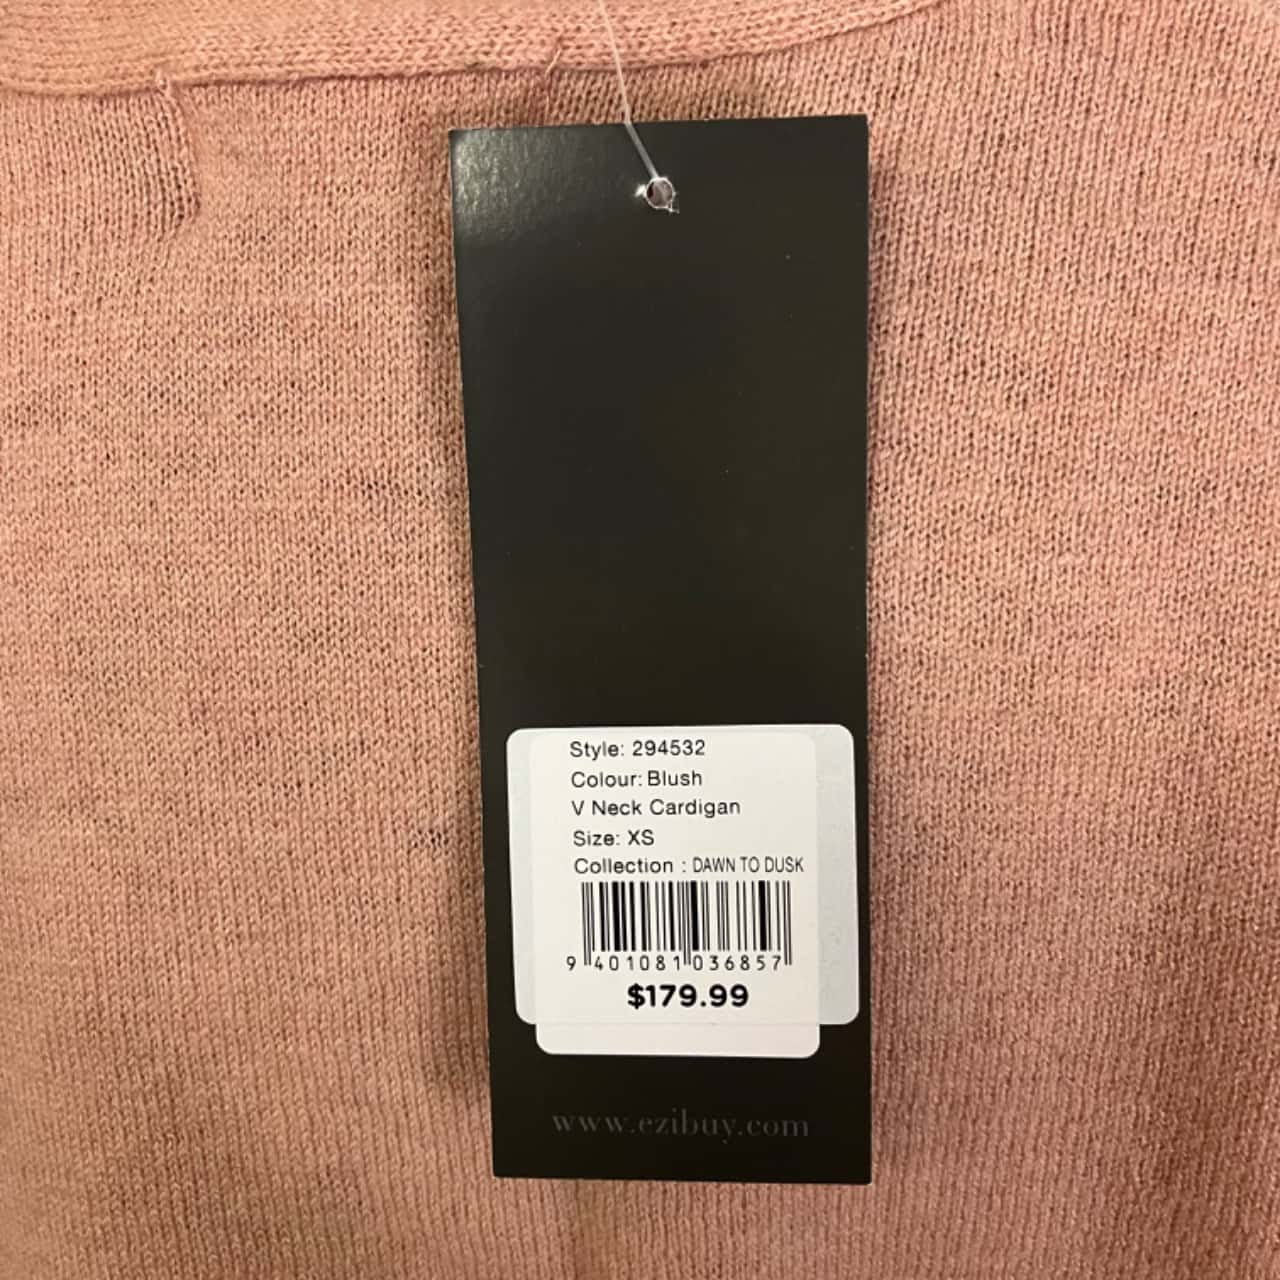 Style: 294532
Colour: Blush
V Neck Cardigan
Size: XS
Collection : DAWN TO DUSK
9 401081 036857
$179.99
www.ezibuy.com